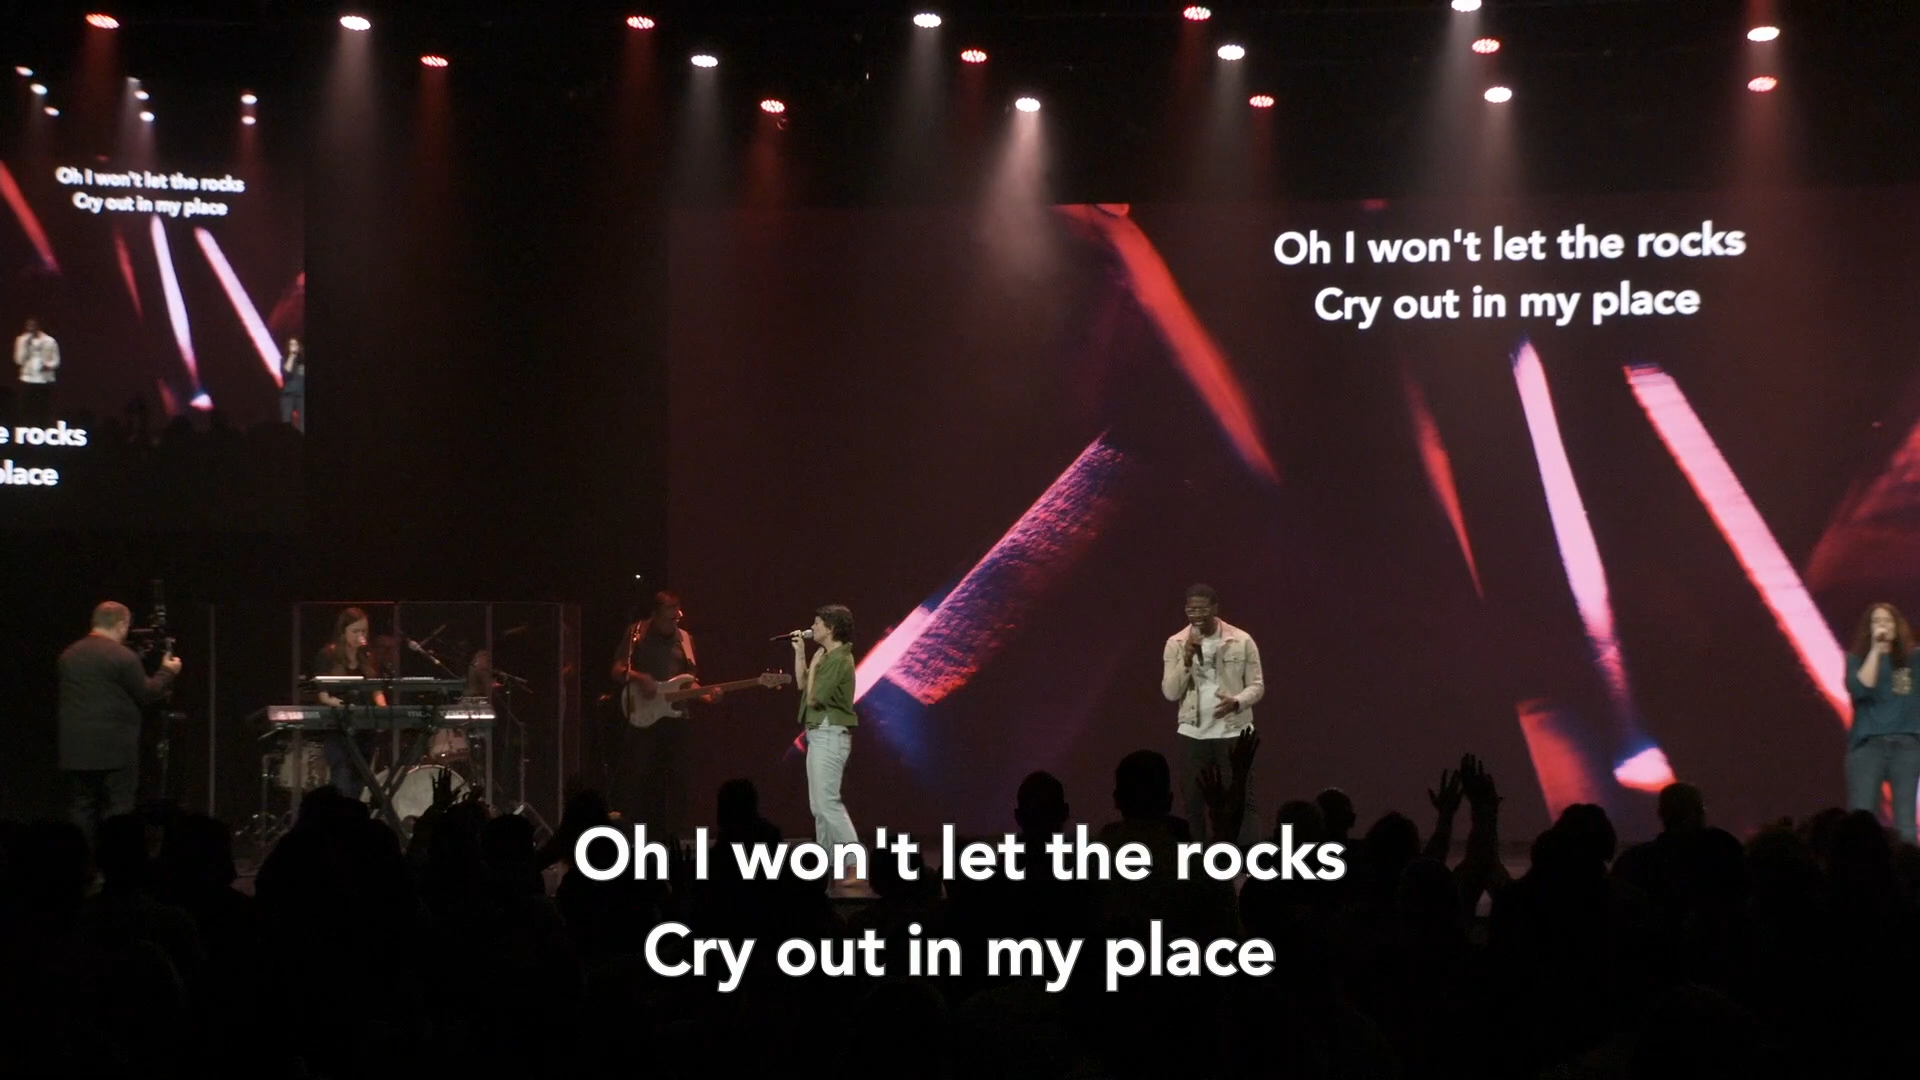 Oh I won't let the rocks
Cry out in my place
Oh I won't let the rocks
Cry out in my place
e rocks
place
Oh I won't let the rocks
Cry out in my place